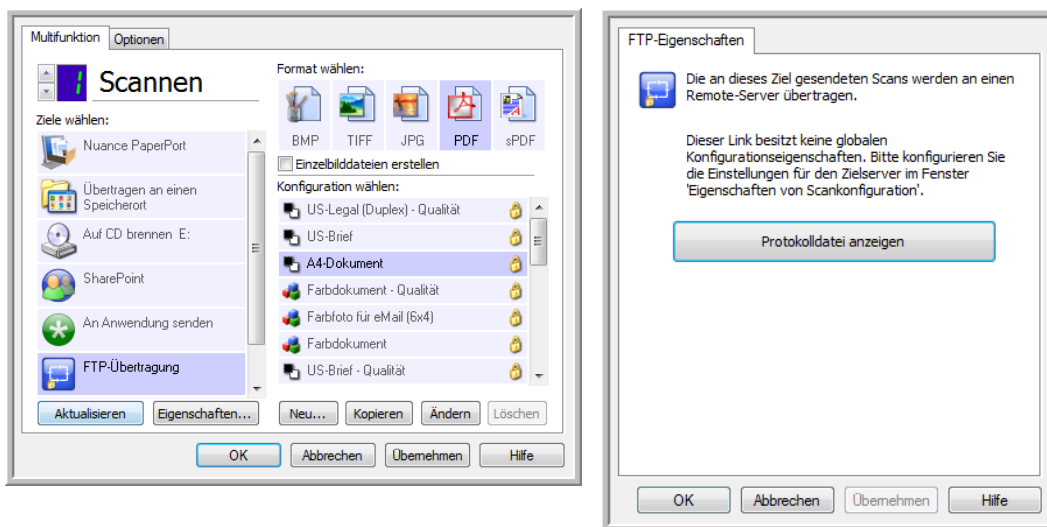 Multifunktion
Optionen
1
Scannen
Ziele wählen:
Nuance PaperPort
Übertragen an einen
Speicherort
Auf CD brennen E:
SharePoint
An Anwendung senden
FTP-Übertragung
Aktualisieren
Eigenschaften...
Format wählen:
BMP
TIFF
JPG
PDF
sPDF
Einzelbilddateien erstellen
Konfiguration wählen:
US-Legal (Duplex) - Qualität
US-Brief
A4-Dokument
Farbdokument - Qualität
Farbfoto für eMail (6x4)
Farbdokument
US-Brief - Qualität
Neu...
Kopieren
Ändern
Löschen
OK
Abbrechen
Übernehmen
Hilfe
FTP-Eigenschaften
Die an dieses Ziel gesendeten Scans werden an einen
Remote-Server übertragen.
Dieser Link besitzt keine globalen
Konfigurationseigenschaften. Bitte konfigurieren Sie
die Einstellungen für den Zielserver im Fenster
'Eigenschaften von Scankonfiguration'.
Protokolldatei anzeigen
OK
Abbrechen
Übernehmen
Hilfe